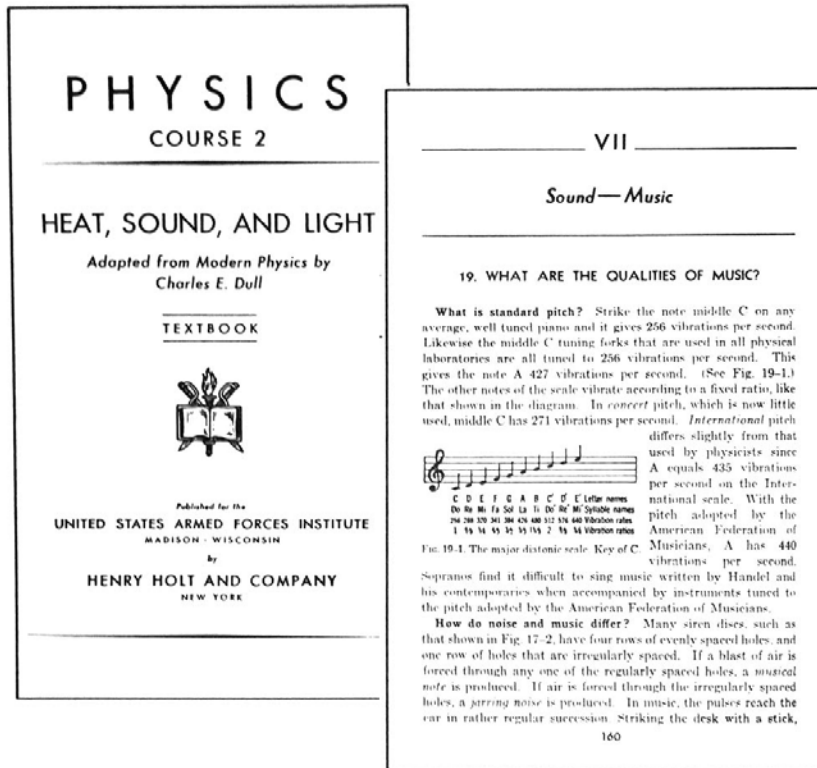 PHYSICS
COURSE 2
HEAT, SOUND, AND LIGHT
Adapted from Modern Physics by
Charles E. Dull
TEXTBOOK
Published for the
UNITED STATES ARMED FORCES INSTITUTE
MADISON · WISCONSIN
by
HENRY HOLT AND COMPANY
NEW YORK
VII
Sound—Music
19. WHAT ARE THE QUALITIES OF MUSIC?
What is standard pitch? Strike the note middle C on any
average, well tuned piano and it gives 256 vibrations per second.
Likewise the middle C tuning forks that are used in all physical
laboratories are all tuned to 256 vibrations per second. This
gives the note A 427 vibrations per second. (See Fig. 19-1.)
The other notes of the scale vibrate according to a fixed ratio, like
that shown in the diagram. In concert pitch, which is now little
used, middle C has 271 vibrations per second. International pitch
differs slightly from that
used by physicists since
A equals 435 vibrations
per second on the Inter-
national scale. With the
pitch adopted by the
American Federation of
Musicians, A has 440
vibrations per second.
C D E F G A B C' D' E' Letter names
Do Re Mi Fa Sol La Ti Do' Re' Mi' Syllable names
256 288 320 341 384 426 480 512 576 640 Vibration rates
1 2 Vibration ratios
Fig. 19-1. The major diatonic scale. Key of C.
Sopranos find it difficult to sing music written by Handel and
his contemporaries when accompanied by instruments tuned to
the pitch adopted by the American Federation of Musicians.
How do noise and music differ? Many siren discs, such as
that shown in Fig. 17-2, have four rows of evenly spaced holes, and
one row of holes that are irregularly spaced. If a blast of air is
forced through any one of the regularly spaced holes, a musical
note is produced. If air is forced through the irregularly spaced
holes, a jarring noise is produced. In music, the pulses reach the
ear in rather regular succession. Striking the desk with a stick,
160